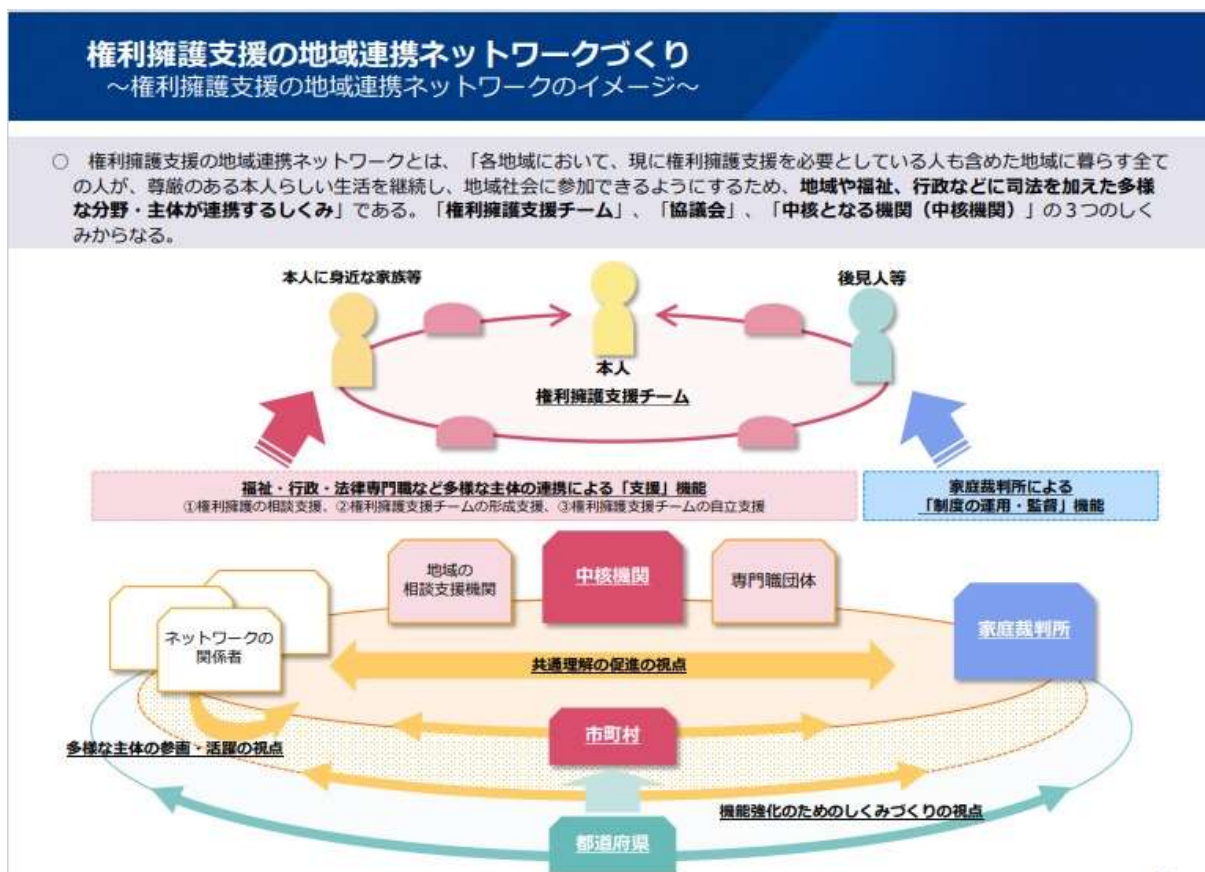 権利擁護支援の地域連携ネットワークづくり
～権利擁護支援の地域連携ネットワークのイメージ～
○　権利擁護支援の地域連携ネットワークとは、「各地域において、現に権利擁護支援を必要としている人も含めた地域に暮らす全て
の人が、尊厳のある本人らしい生活を継続し、地域社会に参加できるようにするため、地域や福祉、行政などに司法を加えた多様
な分野・主体が連携するしくみ」である。「権利擁護支援チーム」、「協議会」、「中核となる機関（中核機関）」の３つのしく
みからなる。
本人に身近な家族等
後見人等
本人
権利擁護支援チーム
福祉・行政・法律専門職など多様な主体の連携による「支援」機能
①権利擁護の相談支援、②権利擁護支援チームの形成支援、③権利擁護支援チームの自立支援
家庭裁判所による
「制度の運用・監督」機能
地域の
相談支援機関
中核機関
専門職団体
ネットワークの
関係者
家庭裁判所
共通理解の促進の視点
市町村
多様な主体の参画・活躍の視点
機能強化のためのしくみづくりの視点
都道府県